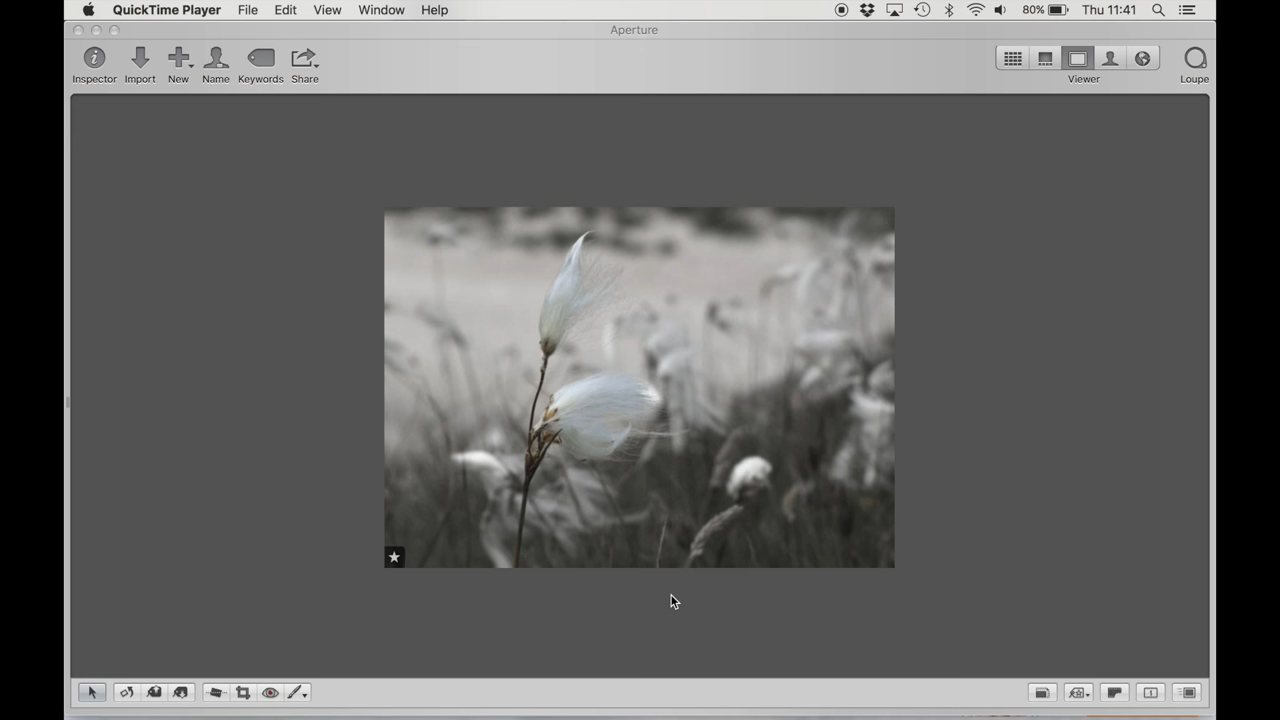 QuickTime Player File Edit View Window Help 80% Thu 11:41
Aperture
Inspector Import New Name Keywords Share Viewer Loupe
1